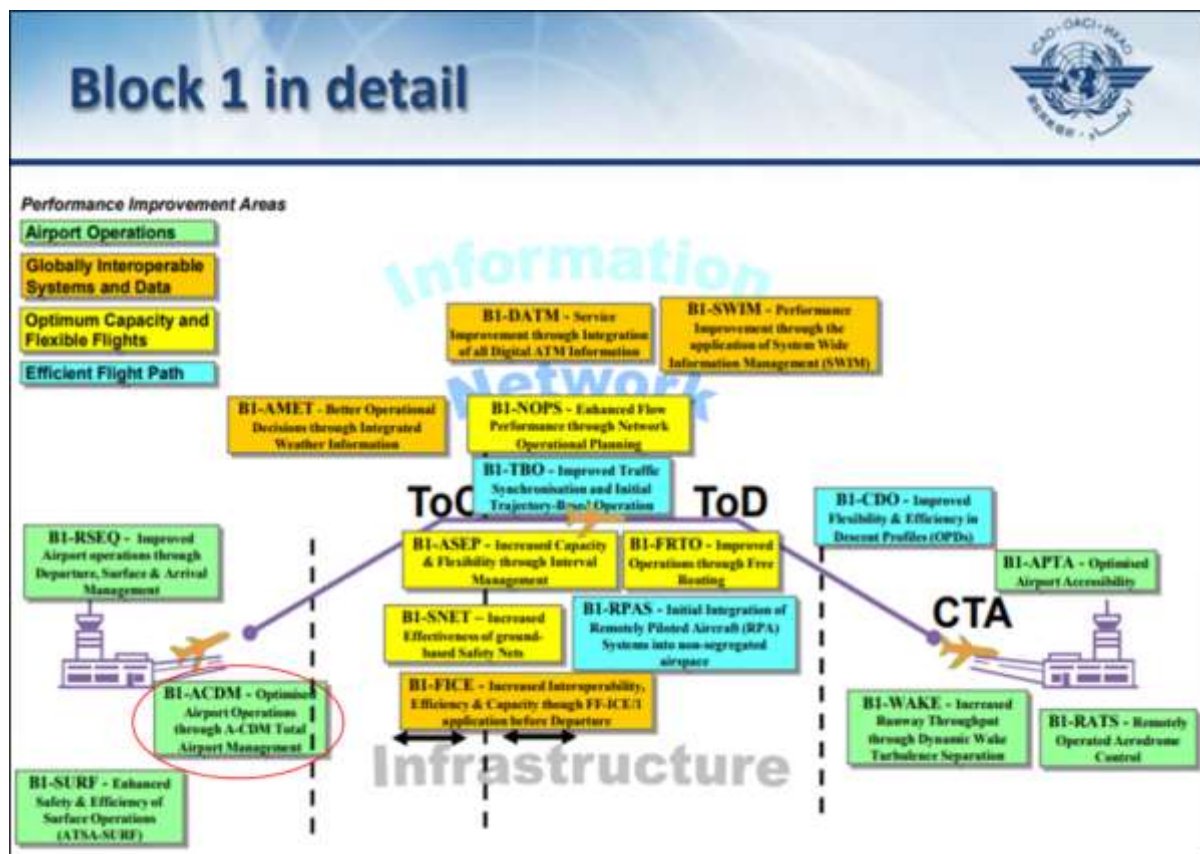 Block 1 in detail
ICAO · OACI · ИКАО
Performance Improvement Areas
Airport Operations
Globally Interoperable
Systems and Data
Optimum Capacity and
Flexible Flights
Efficient Flight Path
Information
Network
B1-DATM - Service
Improvement through Integration
of all Digital ATM Information
B1-SWIM - Performance
Improvement through the
application of System Wide
Information Management (SWIM)
B1-AMET - Better Operational
Decisions through Integrated
Weather Information
B1-NOPS - Enhanced Flow
Performance through Network
Operational Planning
B1-TBO - Improved Traffic
Synchronisation and Initial
Trajectory-Based Operation
ToC
ToD
B1-CDO - Improved
Flexibility & Efficiency in
Descent Profiles (OPDs)
B1-RSEQ - Improved
Airport operations through
Departure, Surface & Arrival
Management
B1-ASEP - Increased Capacity
& Flexibility through Interval
Management
B1-FRTO - Improved
Operations through Free
Routing
B1-APTA - Optimised
Airport Accessibility
B1-SNET – Increased
Effectiveness of ground-
based Safety Nets
B1-RPAS - Initial Integration of
Remotely Piloted Aircraft (RPA)
Systems into non-segregated
airspace
CTA
B1-ACDM - Optimised
Airport Operations
through A-CDM Total
Airport Management
B1-FICE - Increased Interoperability,
Efficiency & Capacity though FF-ICE/1
application before Departure
B1-WAKE - Increased
Runway Throughput
through Dynamic Wake
Turbulence Separation
B1-RATS - Remotely
Operated Aerodrome
Control
Infrastructure
B1-SURF - Enhanced
Safety & Efficiency of
Surface Operations
(ATSA-SURF)